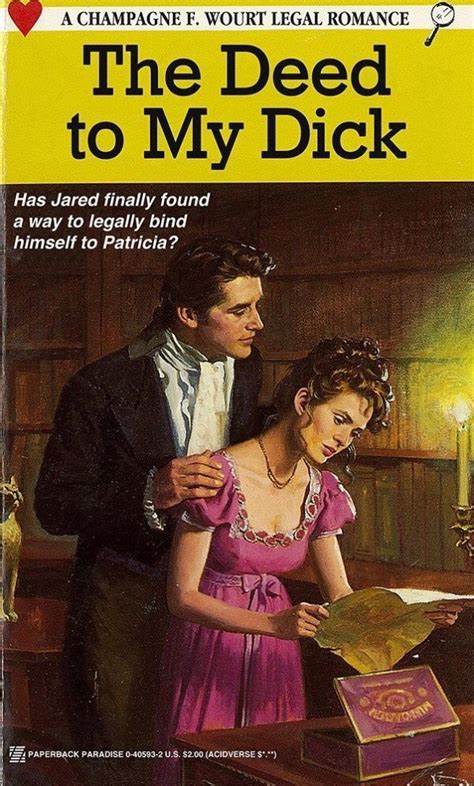 A CHAMPAGNE F. WOURT LEGAL ROMANCE
The Deed
to My Dick
Has Jared finally found
a way to legally bind
himself to Patricia?
PAPERBACK PARADISE 0-40593-2 U.S. $2.00 (ACIDVERSE $*.**)